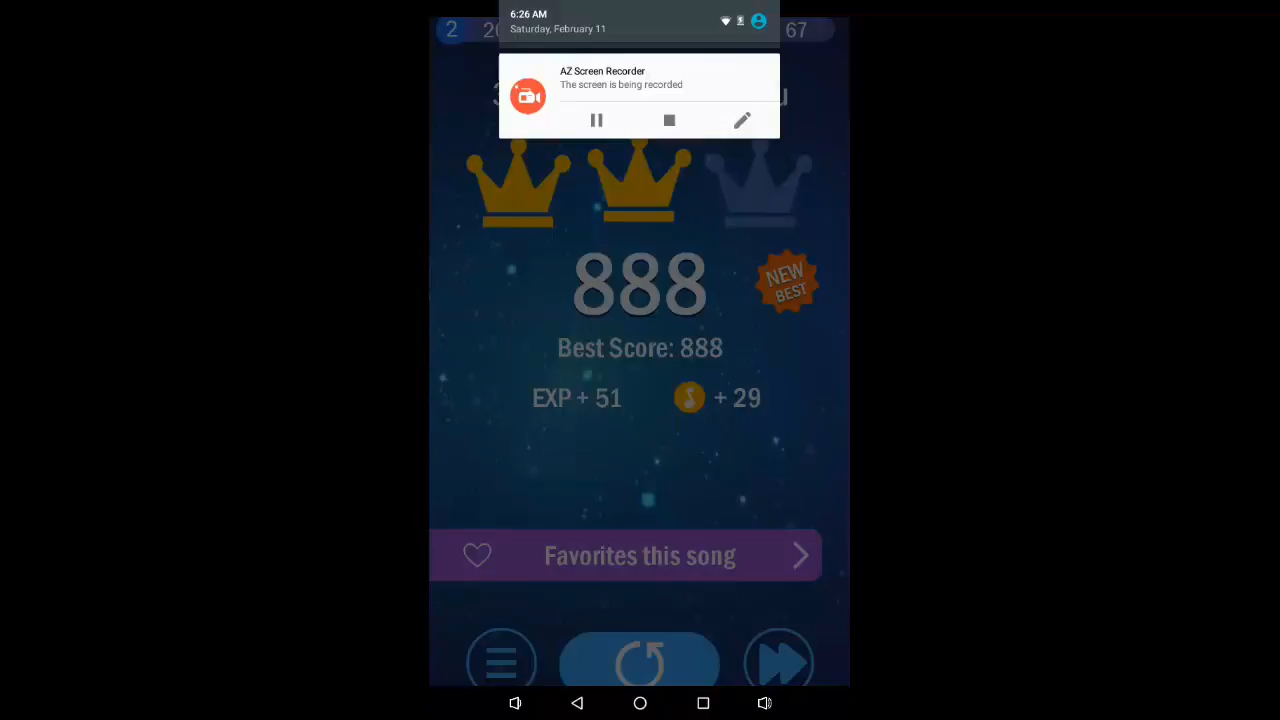 6:26 AM
Saturday, February 11
2
67
AZ Screen Recorder
The screen is being recorded
888
NEW
BEST
Best Score: 888
EXP + 51
+ 29
Favorites this song